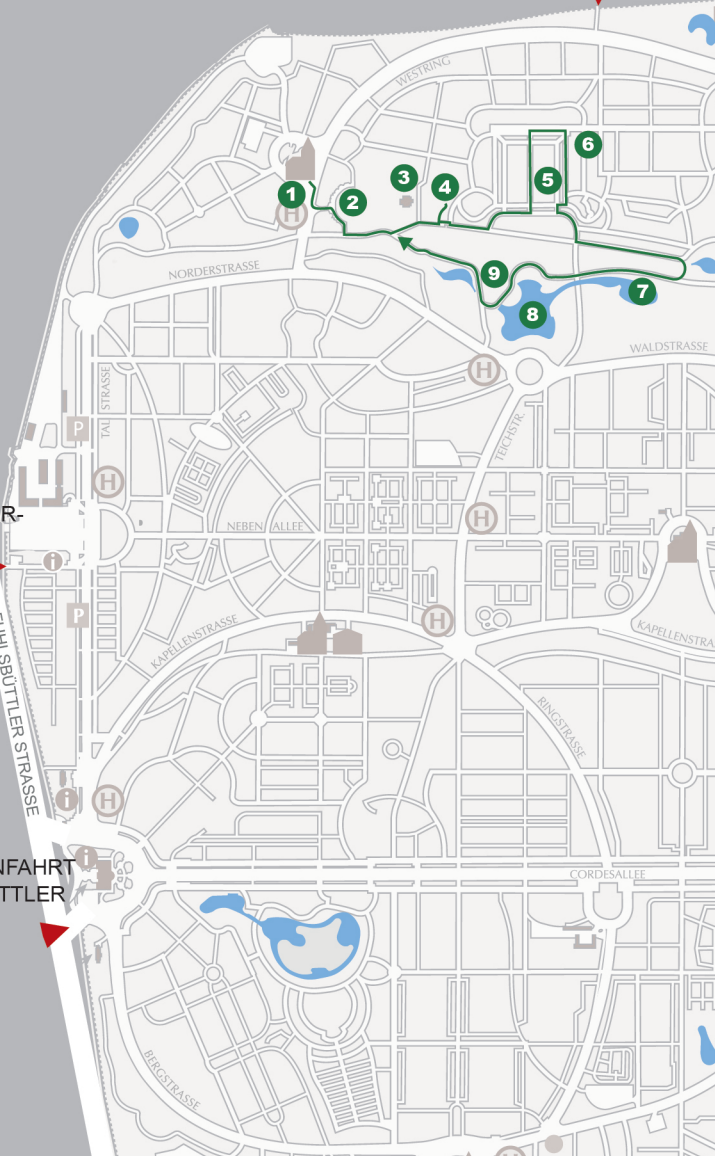 WESTRING
6
3
5
4
1
2
H
NORDERSTRASSE
9
7
8
WALDSTRASSE
H
TALSTRASSE
P
TEICHSTR.
H
R-
H
NEBEN ALLEE
i
P
H
KAPELLENSTRASSE
KAPELLENSTRA
FUHLSBÜTTLER STRASSE
RINGSTRASSE
i
H
i
NFAHRT
TTLER
CORDESALLEE
BERGSTRASSE
H